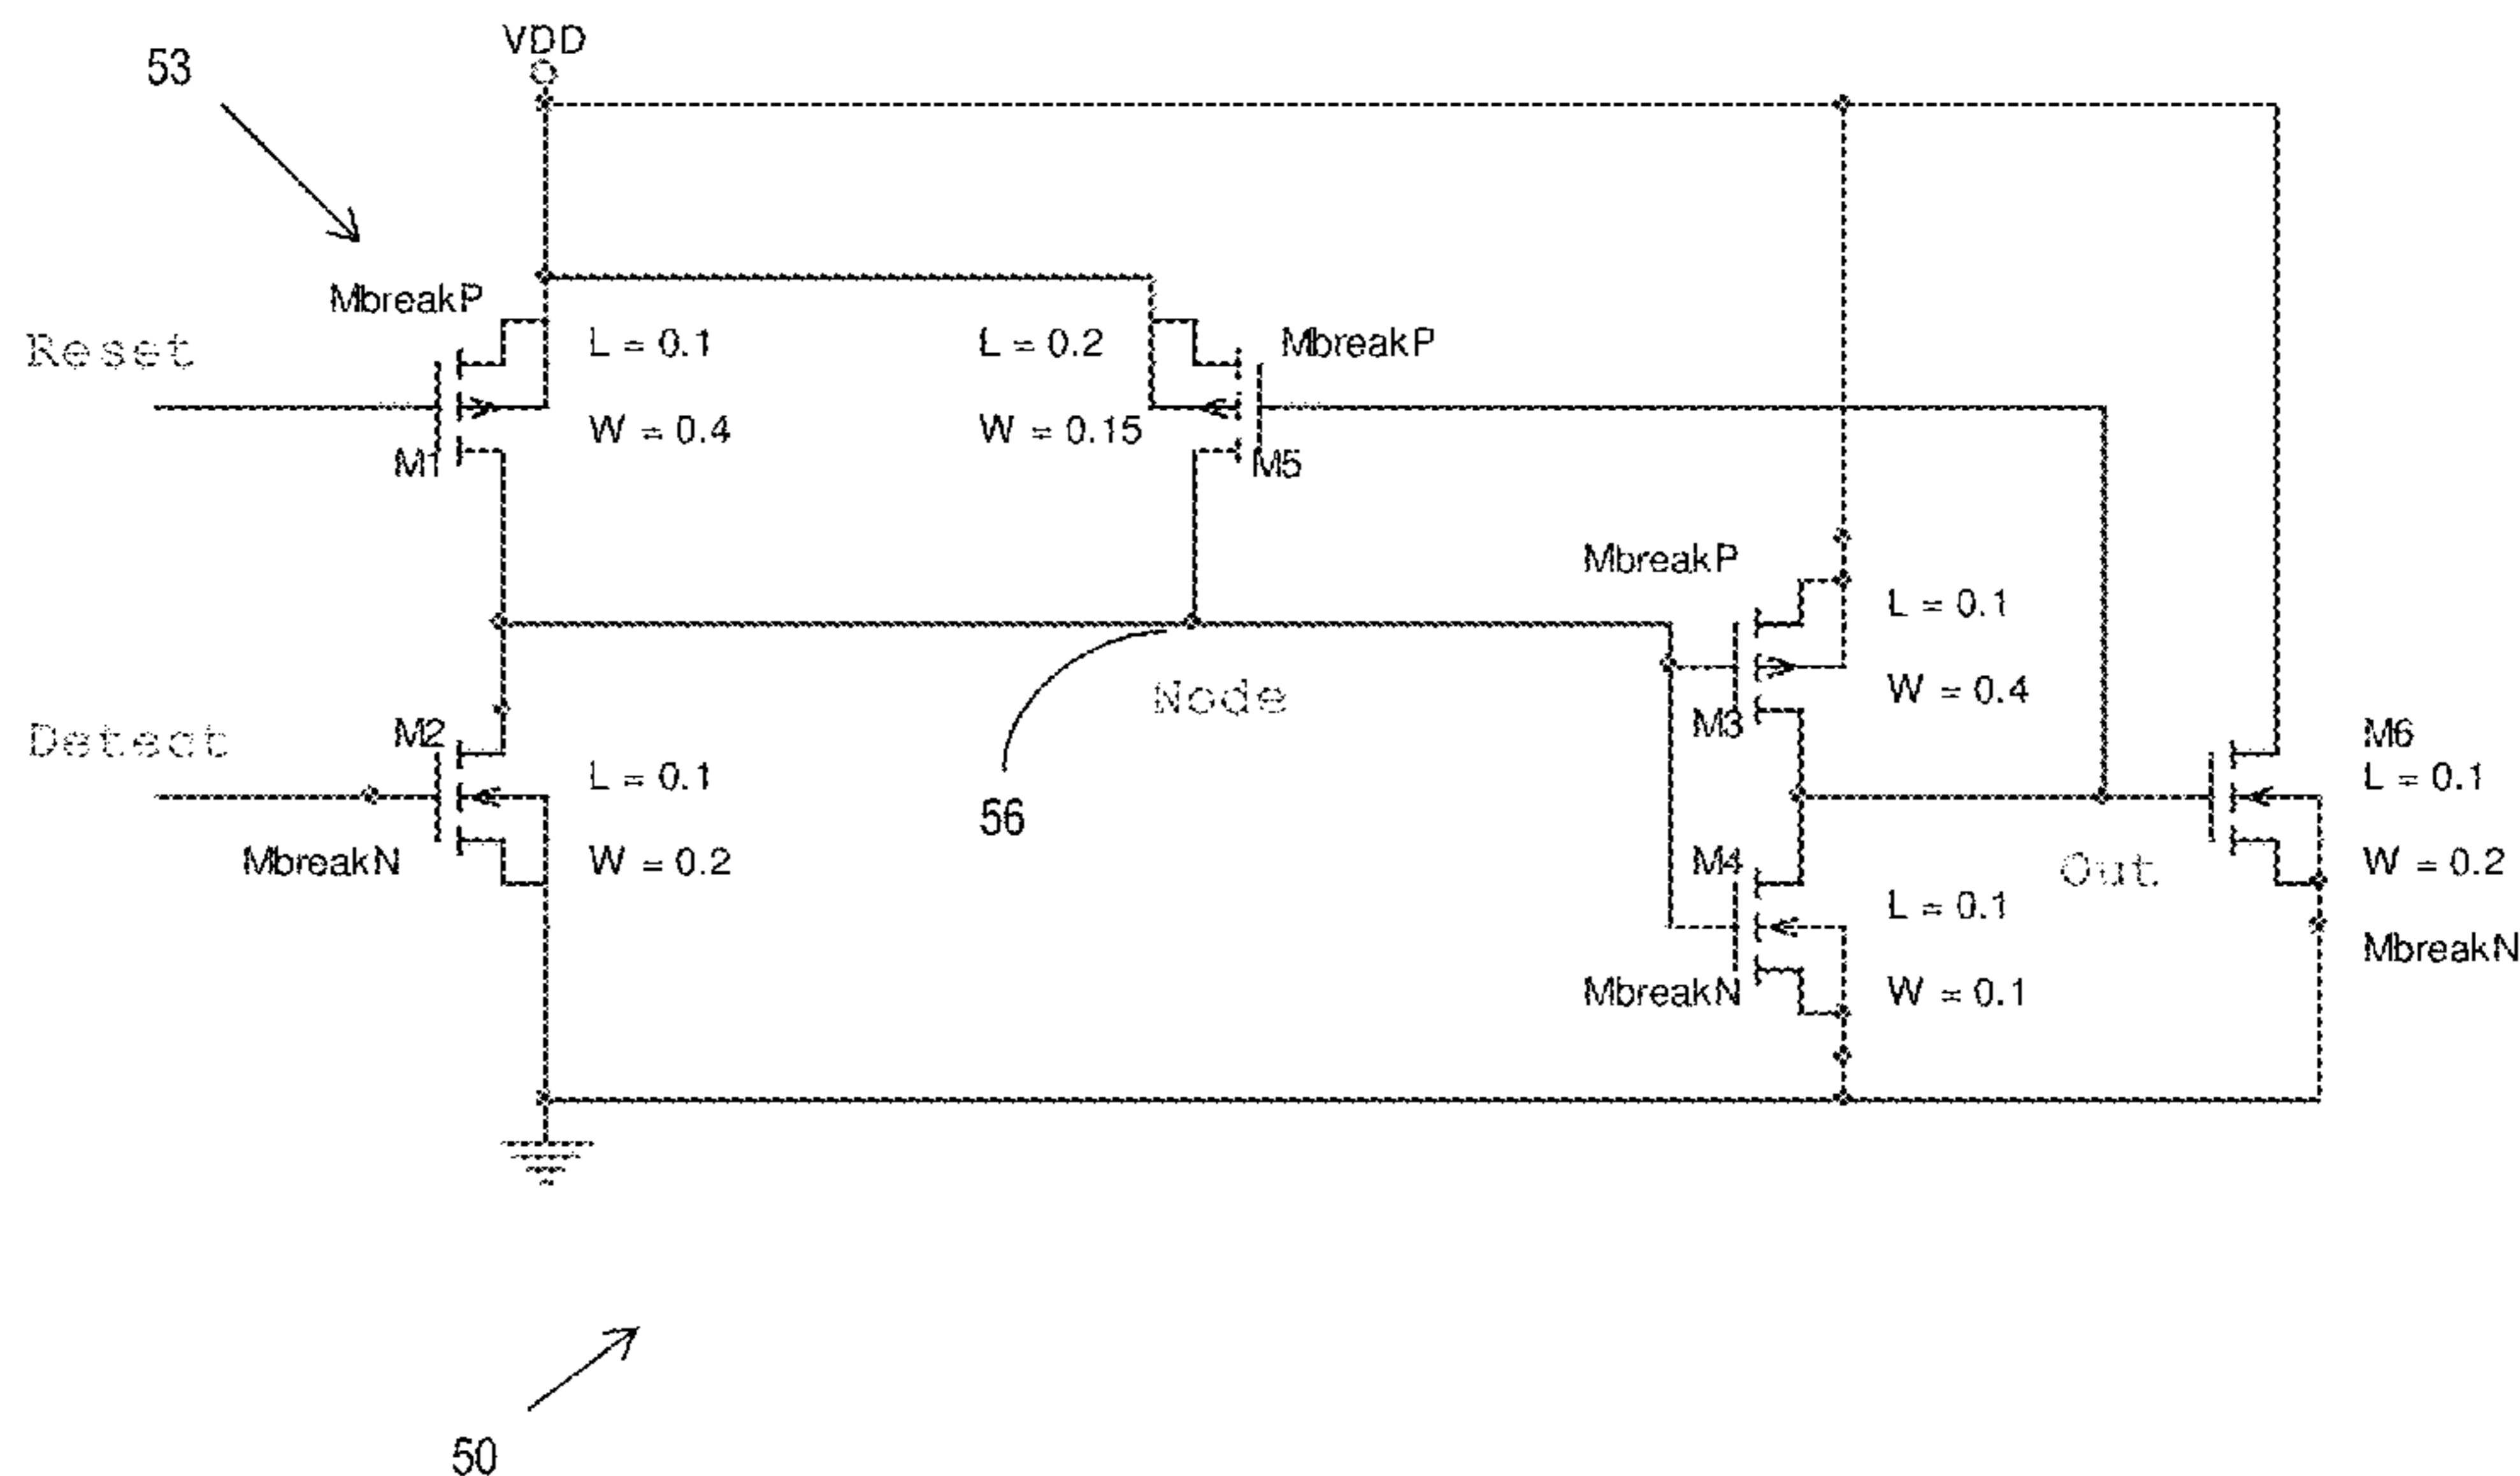 53
VDD
MbreakP
Reset
L = 0.1
W = 0.4
M1
L = 0.2
W = 0.15
MbreakP
M5
MbreakP
L = 0.1
W = 0.4
M3
Node
56
Detect
M2
L = 0.1
W = 0.2
MbreakN
M4
L = 0.1
W = 0.1
MbreakN
Out
M6
L = 0.1
W = 0.2
MbreakN
50